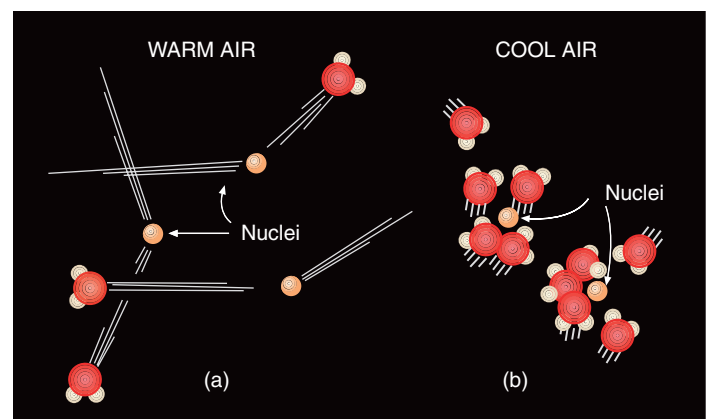 WARM AIR
COOL AIR
Nuclei
Nuclei
(a)
(b)